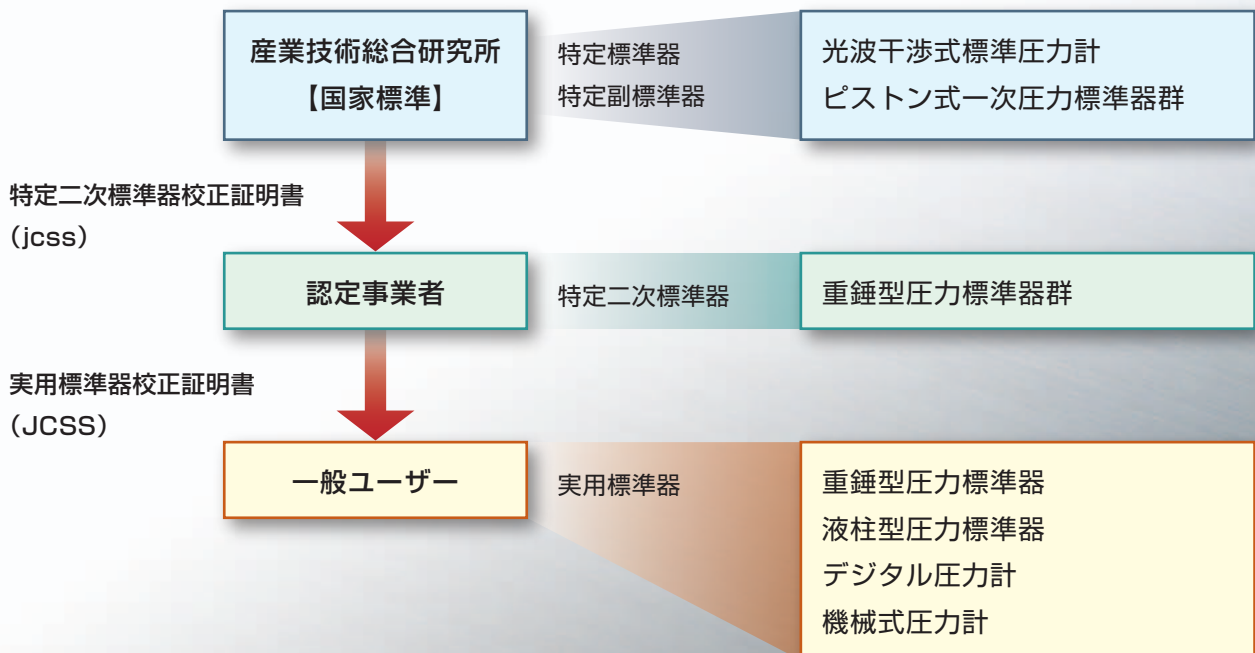 産業技術総合研究所
【国家標準】
特定標準器
特定副標準器
光波干渉式標準圧力計
ピストン式一次圧力標準器群
特定二次標準器校正証明書
（jcss）
認定事業者
特定二次標準器
重錘型圧力標準器群
実用標準器校正証明書
（JCSS）
一般ユーザー
実用標準器
重錘型圧力標準器
液柱型圧力標準器
デジタル圧力計
機械式圧力計